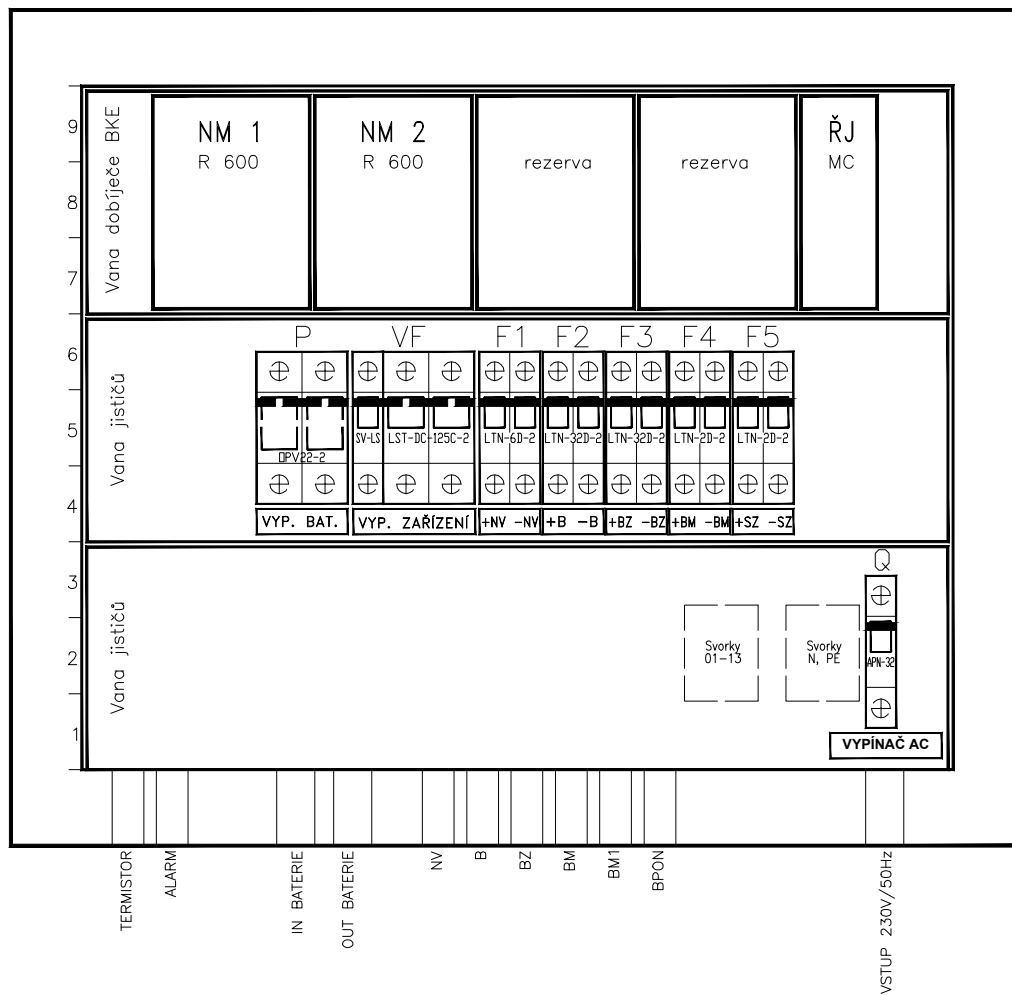 9
8
7
Vana dobíječe BKE
NM 1
R 600
NM 2
R 600
rezerva
rezerva
ŘJ
MC
6
5
4
Vana jističů
P
VF
F1
F2
F3
F4
F5
OPV22-2
SV-LS
LST-DC-125C-2
LTN-6D-2
LTN-32D-2
LTN-32D-2
LTN-2D-2
LTN-2D-2
VYP. BAT.
VYP. ZAŘÍZENÍ
+NV -NV
+B -B
+BZ -BZ
+BM -BM
+SZ -SZ
3
2
1
Vana jističů
Svorky
01-13
Svorky
N, PE
Q
APN-32
VYPÍNAČ AC
TERMISTOR
ALARM
IN BATERIE
OUT BATERIE
NV
B
BZ
BM
BM1
BPON
VSTUP 230V/50Hz